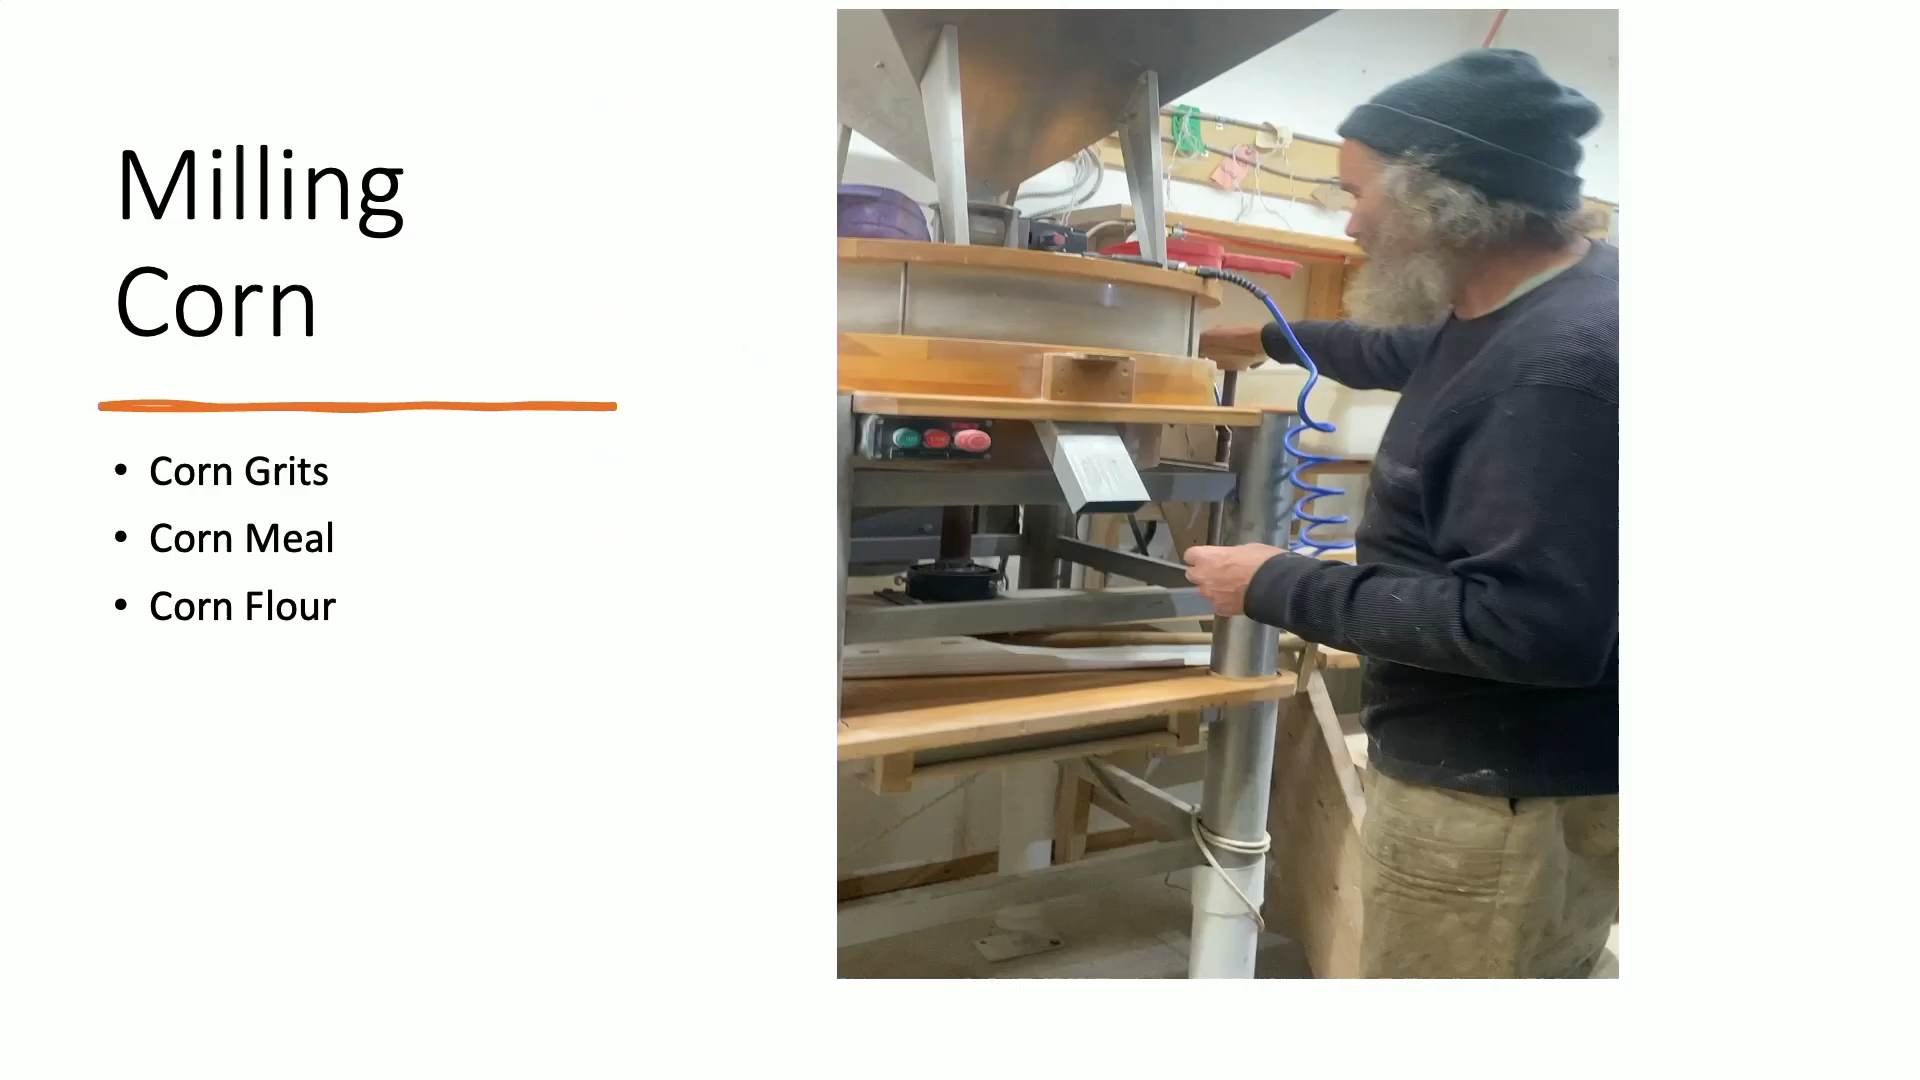 Milling
Corn
• Corn Grits
• Corn Meal
• Corn Flour